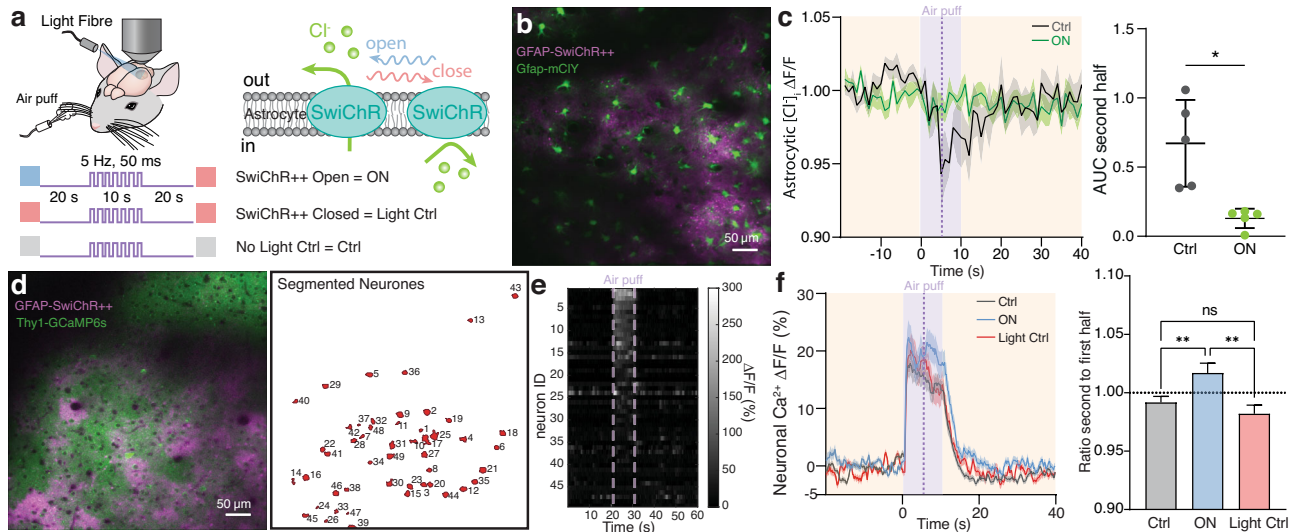 a
Light Fibre
Air puff
5 Hz, 50 ms
20 s
10 s
20 s
SwiChR++ Open = ON
SwiChR++ Closed = Light Ctrl
No Light Ctrl = Ctrl
Cl-
open
close
out
SwiChR
SwiChR
Astrocyte
in
b
GFAP-SwiChR++
Gfap-mClY
50 µm
c
Air puff
Ctrl
ON
Astrocytic [Cl-]i ΔF/F
1.05
1.00
0.95
0.90
-10 0 10 20 30 40
Time (s)
*
AUC second half
1.5
1.0
0.5
0.0
Ctrl ON
d
GFAP-SwiChR++
Thy1-GCaMP6s
50 µm
Segmented Neurones
43
13
5
36
29
40
9
2
37
32
11
19
42
48
1
25
18
7
28
10
17
4
22
31
6
41
49
27
34
8
21
14
16
30
23
20
35
46
38
15
3
12
44
24
33
47
45
26
39
e
Air puff
neuron ID
5
10
15
20
25
30
35
40
45
10 20 30 40 50 60
Time (s)
300
250
200
150
100
50
0
ΔF/F (%)
f
Air puff
Ctrl
ON
Light Ctrl
Neuronal Ca2+ ΔF/F (%)
30
20
10
0
-5
0 20 40
Time (s)
ns
** **
Ratio second to first half
1.10
1.05
1.00
0.95
0.90
Ctrl ON Light Ctrl